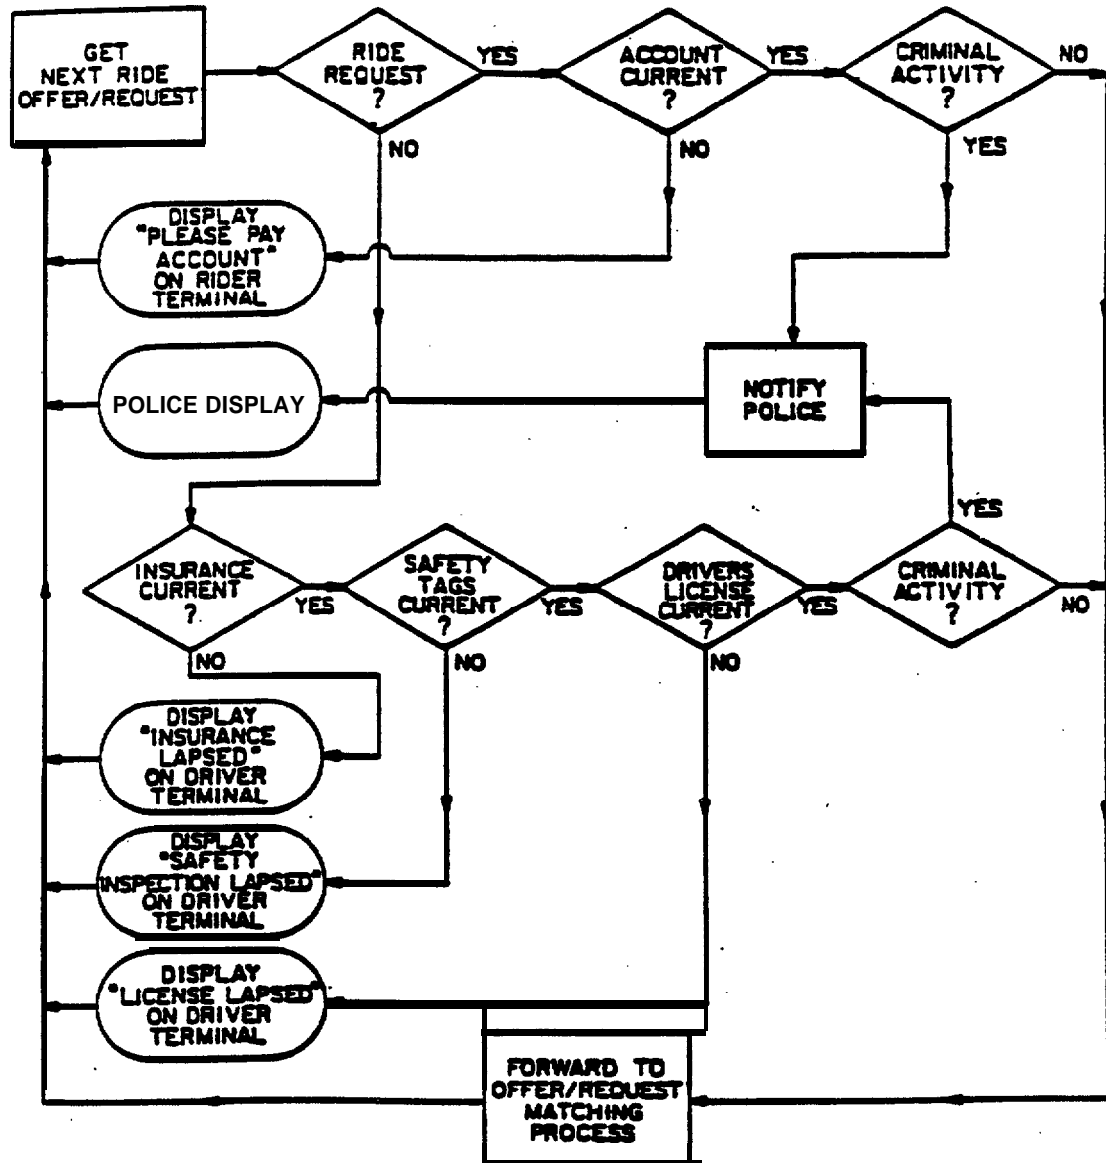 GET
NEXT RIDE
OFFER/REQUEST
RIDE
REQUEST
?
YES
NO
ACCOUNT
CURRENT
?
YES
NO
CRIMINAL
ACTIVITY
?
NO
YES
DISPLAY
"PLEASE PAY
ACCOUNT"
ON RIDER
TERMINAL
POLICE DISPLAY
NOTIFY
POLICE
INSURANCE
CURRENT
?
YES
NO
SAFETY
TAGS
CURRENT
?
YES
NO
DRIVERS
LICENSE
CURRENT
?
YES
NO
CRIMINAL
ACTIVITY
?
YES
NO
DISPLAY
"INSURANCE
LAPSED"
ON DRIVER
TERMINAL
DISPLAY
"SAFETY
INSPECTION LAPSED"
ON DRIVER
TERMINAL
DISPLAY
"LICENSE LAPSED"
ON DRIVER
TERMINAL
FORWARD TO
OFFER/REQUEST
MATCHING
PROCESS